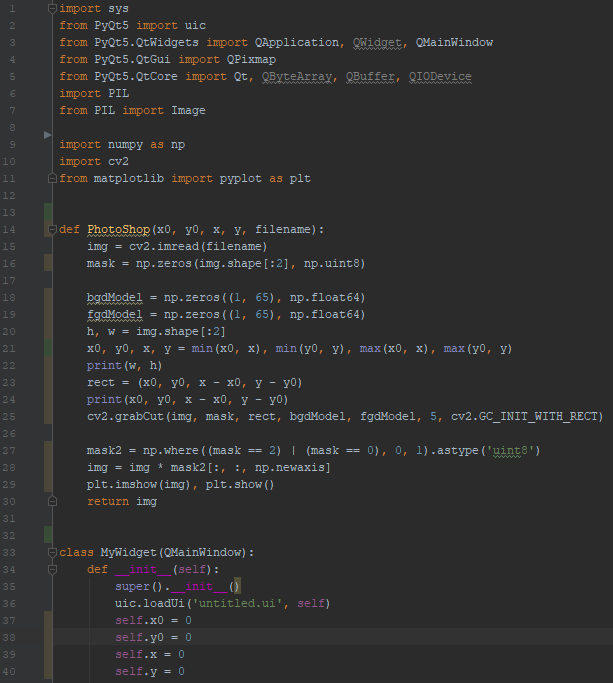 1 import sys
2 from PyQt5 import uic
3 from PyQt5.QtWidgets import QApplication, QWidget, QMainWindow
4 from PyQt5.QtGui import QPixmap
5 from PyQt5.QtCore import Qt, QByteArray, QBuffer, QIODevice
6 import PIL
7 from PIL import Image
8
9 import numpy as np
10 import cv2
11 from matplotlib import pyplot as plt
12
13
14 def PhotoShop(x0, y0, x, y, filename):
15     img = cv2.imread(filename)
16     mask = np.zeros(img.shape[:2], np.uint8)
17
18     bgdModel = np.zeros((1, 65), np.float64)
19     fgdModel = np.zeros((1, 65), np.float64)
20     h, w = img.shape[:2]
21     x0, y0, x, y = min(x0, x), min(y0, y), max(x0, x), max(y0, y)
22     print(w, h)
23     rect = (x0, y0, x - x0, y - y0)
24     print(x0, y0, x - x0, y - y0)
25     cv2.grabCut(img, mask, rect, bgdModel, fgdModel, 5, cv2.GC_INIT_WITH_RECT)
26
27     mask2 = np.where((mask == 2) | (mask == 0), 0, 1).astype('uint8')
28     img = img * mask2[:, :, np.newaxis]
29     plt.imshow(img), plt.show()
30     return img
31
32
33 class MyWidget(QMainWindow):
34     def __init__(self):
35         super().__init__()
36         uic.loadUi('untitled.ui', self)
37         self.x0 = 0
38         self.y0 = 0
39         self.x = 0
40         self.y = 0